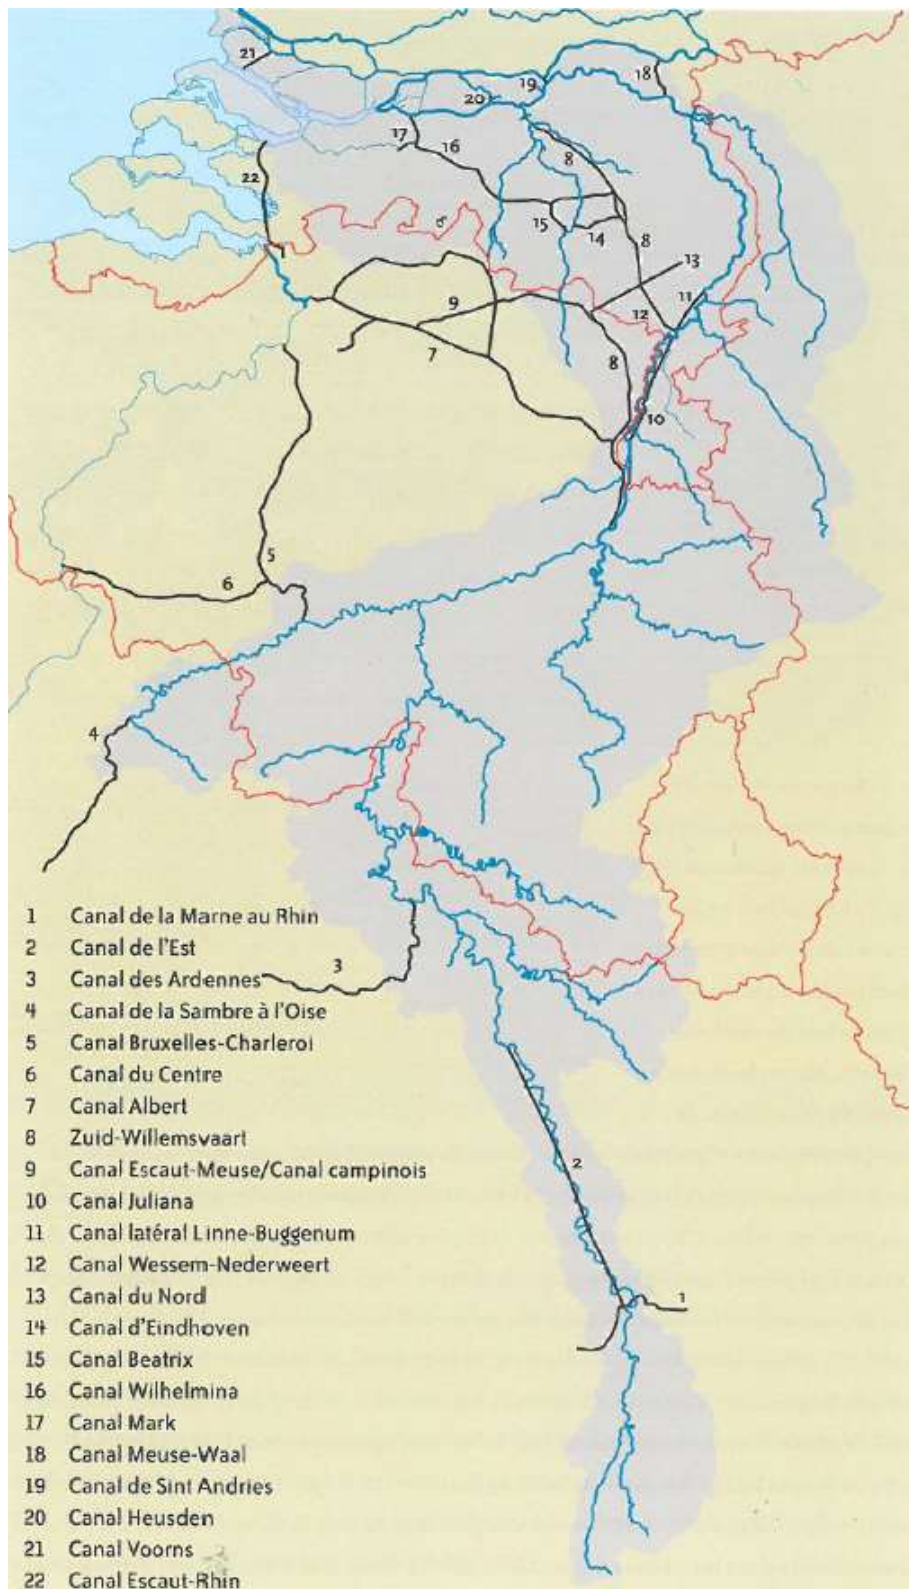 21
18
19
20
17
16
8
22
15
14
8
13
9
12
11
7
8
10
5
6
4
1 Canal de la Marne au Rhin
2 Canal de l'Est
3 Canal des Ardennes
3
4 Canal de la Sambre à l'Oise
5 Canal Bruxelles-Charleroi
6 Canal du Centre
7 Canal Albert
8 Zuid-Willemsvaart
9 Canal Escaut-Meuse/Canal campinois
2
10 Canal Juliana
11 Canal latéral Linne-Buggenum
12 Canal Wessem-Nederweert
13 Canal du Nord
1
14 Canal d'Eindhoven
15 Canal Beatrix
16 Canal Wilhelmina
17 Canal Mark
18 Canal Meuse-Waal
19 Canal de Sint Andries
20 Canal Heusden
21 Canal Voorns
22 Canal Escaut-Rhin